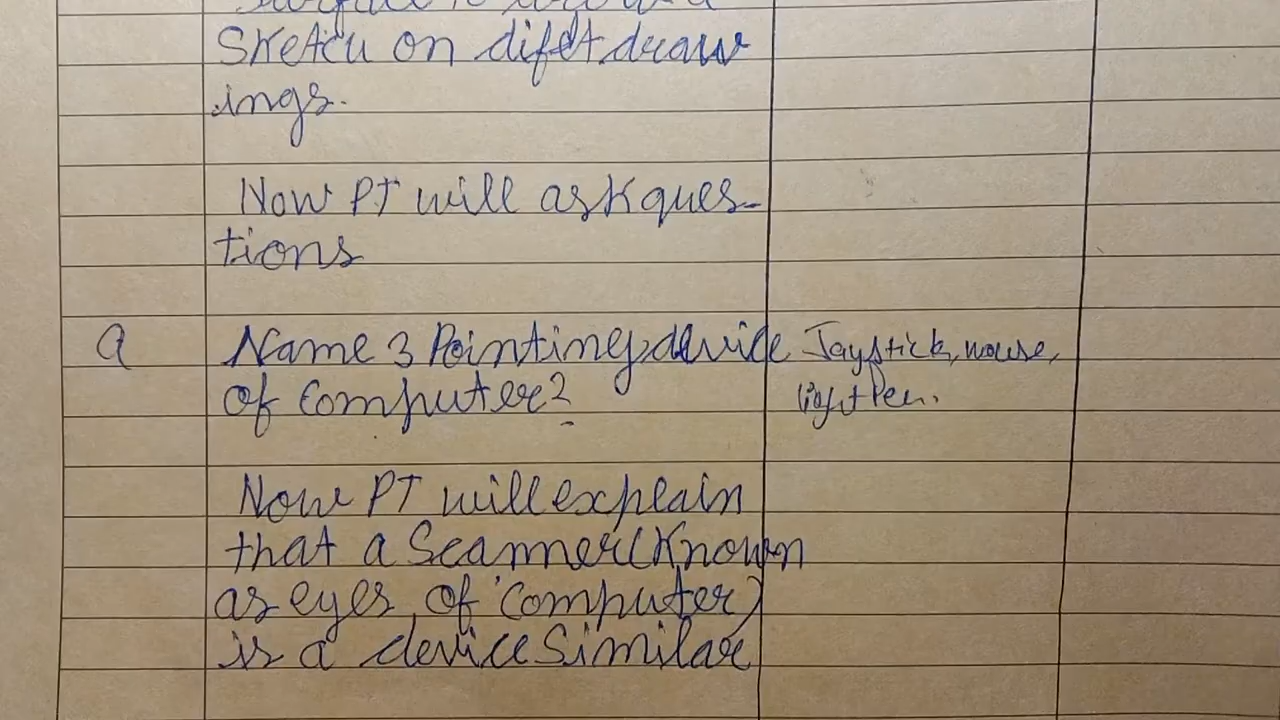 Sketch on difft draw
ings.
Now PT will ask ques-
tions
Q Name 3 Pointing device Joystick, mouse,
of Computer? light Pen.
Now PT will explain
that a Scanner (Known
as eyes of Computer)
is a device similar